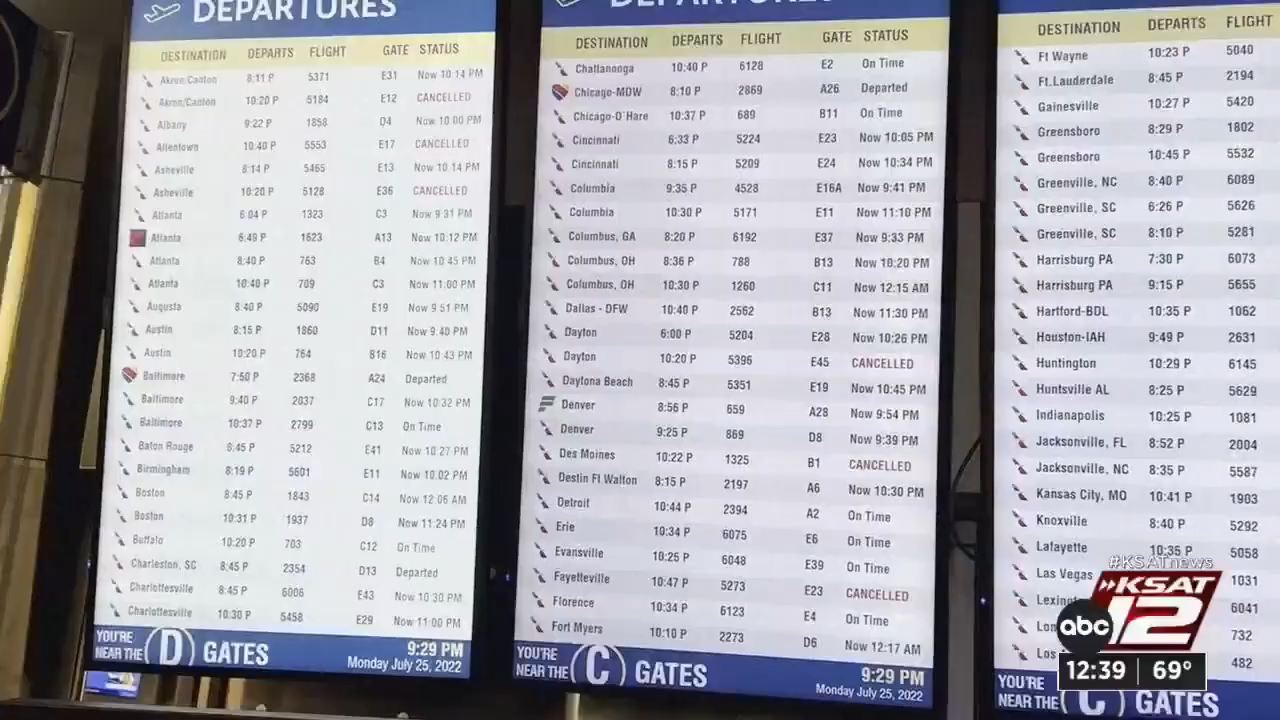 DEPARTURES
DESTINATION DEPARTS FLIGHT GATE STATUS
Akron/Canton 8:11 P 5371 E31 Now 10:14 PM
Akron/Canton 10:20 P 5184 E12 CANCELLED
Albany 9:22 P 1858 D4 Now 10:00 PM
Allentown 10:40 P 5553 E17 CANCELLED
Asheville 8:14 P 5465 E13 Now 10:14 PM
Asheville 10:20 P 5128 E36 CANCELLED
Atlanta 6:04 P 1323 C3 Now 9:31 PM
Atlanta 6:49 P 1623 A13 Now 10:12 PM
Atlanta 8:40 P 763 B4 Now 10:45 PM
Atlanta 10:40 P 709 C3 Now 11:00 PM
Augusta 8:40 P 5090 E19 Now 9:51 PM
Austin 8:15 P 1860 D11 Now 9:40 PM
Austin 10:20 P 764 B16 Now 10:43 PM
Baltimore 7:50 P 2368 A24 Departed
Baltimore 9:40 P 2037 C17 Now 10:32 PM
Baltimore 10:37 P 2799 C13 On Time
Baton Rouge 8:45 P 5212 E41 Now 10:27 PM
Birmingham 8:19 P 5601 E11 Now 10:02 PM
Boston 8:45 P 1843 C14 Now 12:06 AM
Boston 10:31 P 1937 D8 Now 11:24 PM
Buffalo 10:20 P 703 C12 On Time
Charleston, SC 8:45 P 2354 D13 Departed
Charlottesville 8:45 P 6006 E43 Now 10:30 PM
Charlottesville 10:30 P 5458 E29 Now 11:00 PM
YOU'RE NEAR THE (D) GATES
9:29 PM
Monday July 25, 2022
DEPARTURES
DESTINATION DEPARTS FLIGHT GATE STATUS
Chattanooga 10:40 P 6128 E2 On Time
Chicago-MDW 8:10 P 2869 A26 Departed
Chicago-O'Hare 10:37 P 689 B11 On Time
Cincinnati 6:33 P 5224 E23 Now 10:05 PM
Cincinnati 8:15 P 5209 E24 Now 10:34 PM
Columbia 9:35 P 4528 E16A Now 9:41 PM
Columbia 10:30 P 5171 E11 Now 11:10 PM
Columbus, GA 8:20 P 6192 E37 Now 9:33 PM
Columbus, OH 8:36 P 788 B13 Now 10:20 PM
Columbus, OH 10:30 P 1260 C11 Now 12:15 AM
Dallas - DFW 10:40 P 2562 B13 Now 11:30 PM
Dayton 6:00 P 5204 E28 Now 10:26 PM
Dayton 10:20 P 5396 E45 CANCELLED
Daytona Beach 8:45 P 5351 E19 Now 10:45 PM
Denver 8:56 P 659 A28 Now 9:54 PM
Denver 9:25 P 869 D8 Now 9:39 PM
Des Moines 10:22 P 1325 B1 CANCELLED
Destin Ft Walton 8:15 P 2197 A6 Now 10:30 PM
Detroit 10:44 P 2394 A2 On Time
Erie 10:34 P 6075 E6 On Time
Evansville 10:25 P 6048 E39 On Time
Fayetteville 10:47 P 5273 E23 CANCELLED
Florence 10:34 P 6123 E4 On Time
Fort Myers 10:10 P 2273 D6 Now 12:17 AM
YOU'RE NEAR THE (C) GATES
9:29 PM
Monday July 25, 2022
DESTINATION DEPARTS FLIGHT
Ft Wayne 10:23 P 5040
Ft.Lauderdale 8:45 P 2194
Gainesville 10:27 P 5420
Greensboro 8:29 P 1802
Greensboro 10:45 P 5532
Greenville, NC 8:40 P 6089
Greenville, SC 6:26 P 5626
Greenville, SC 8:10 P 5281
Harrisburg PA 7:30 P 6073
Harrisburg PA 9:15 P 5655
Hartford-BDL 10:35 P 1062
Houston-IAH 9:49 P 2631
Huntington 10:29 P 6145
Huntsville AL 8:25 P 5629
Indianapolis 10:25 P 1081
Jacksonville, FL 8:52 P 2004
Jacksonville, NC 8:35 P 5587
Kansas City, MO 10:41 P 1903
Knoxville 8:40 P 5292
Lafayette 10:35 P 5058
Las Vegas 1031
6041
732
Los 482
YOU'RE NEAR THE (C) GATES
#KSATnews
KSAT
abc 12
12:39 | 69°